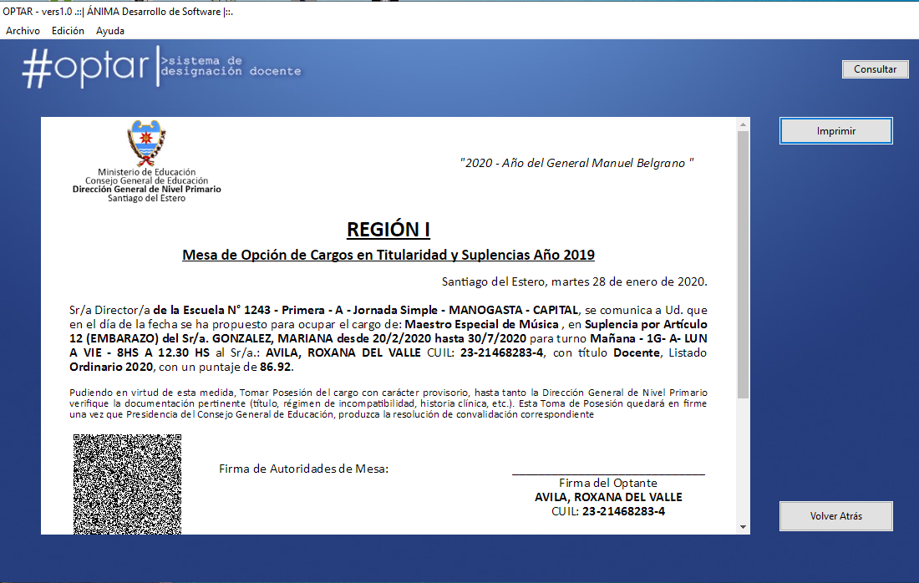 OPTAR - vers1.0 .::| ÁNIMA Desarrollo de Software |::.
Archivo Edición Ayuda
#optar|>sistema de
designación docente
Consultar
Imprimir
Ministerio de Educación
Consejo General de Educación
Dirección General de Nivel Primario
Santiago del Estero
"2020 - Año del General Manuel Belgrano "
REGIÓN I
Mesa de Opción de Cargos en Titularidad y Suplencias Año 2019
Santiago del Estero, martes 28 de enero de 2020.
Sr/a Director/a de la Escuela N° 1243 - Primera - A - Jornada Simple - MANOGASTA - CAPITAL, se comunica a Ud. que
en el día de la fecha se ha propuesto para ocupar el cargo de: Maestro Especial de Música , en Suplencia por Artículo
12 (EMBARAZO) del Sr/a. GONZALEZ, MARIANA desde 20/2/2020 hasta 30/7/2020 para turno Mañana - 1G- A- LUN
A VIE - 8HS A 12.30 HS al Sr/a.: AVILA, ROXANA DEL VALLE CUIL: 23-21468283-4, con título Docente, Listado
Ordinario 2020, con un puntaje de 86.92.
Pudiendo en virtud de esta medida, Tomar Posesión del cargo con carácter provisorio, hasta tanto la Dirección General de Nivel Primario
verifique la documentación pertinente (título, régimen de incompatibilidad, historia clínica, etc.). Esta Toma de Posesión quedará en firme
una vez que Presidencia del Consejo General de Educación, produzca la resolución de convalidación correspondiente
Firma de Autoridades de Mesa:
Firma del Optante
AVILA, ROXANA DEL VALLE
CUIL: 23-21468283-4
Volver Atrás